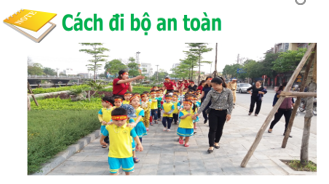 Cách đi bộ an toàn